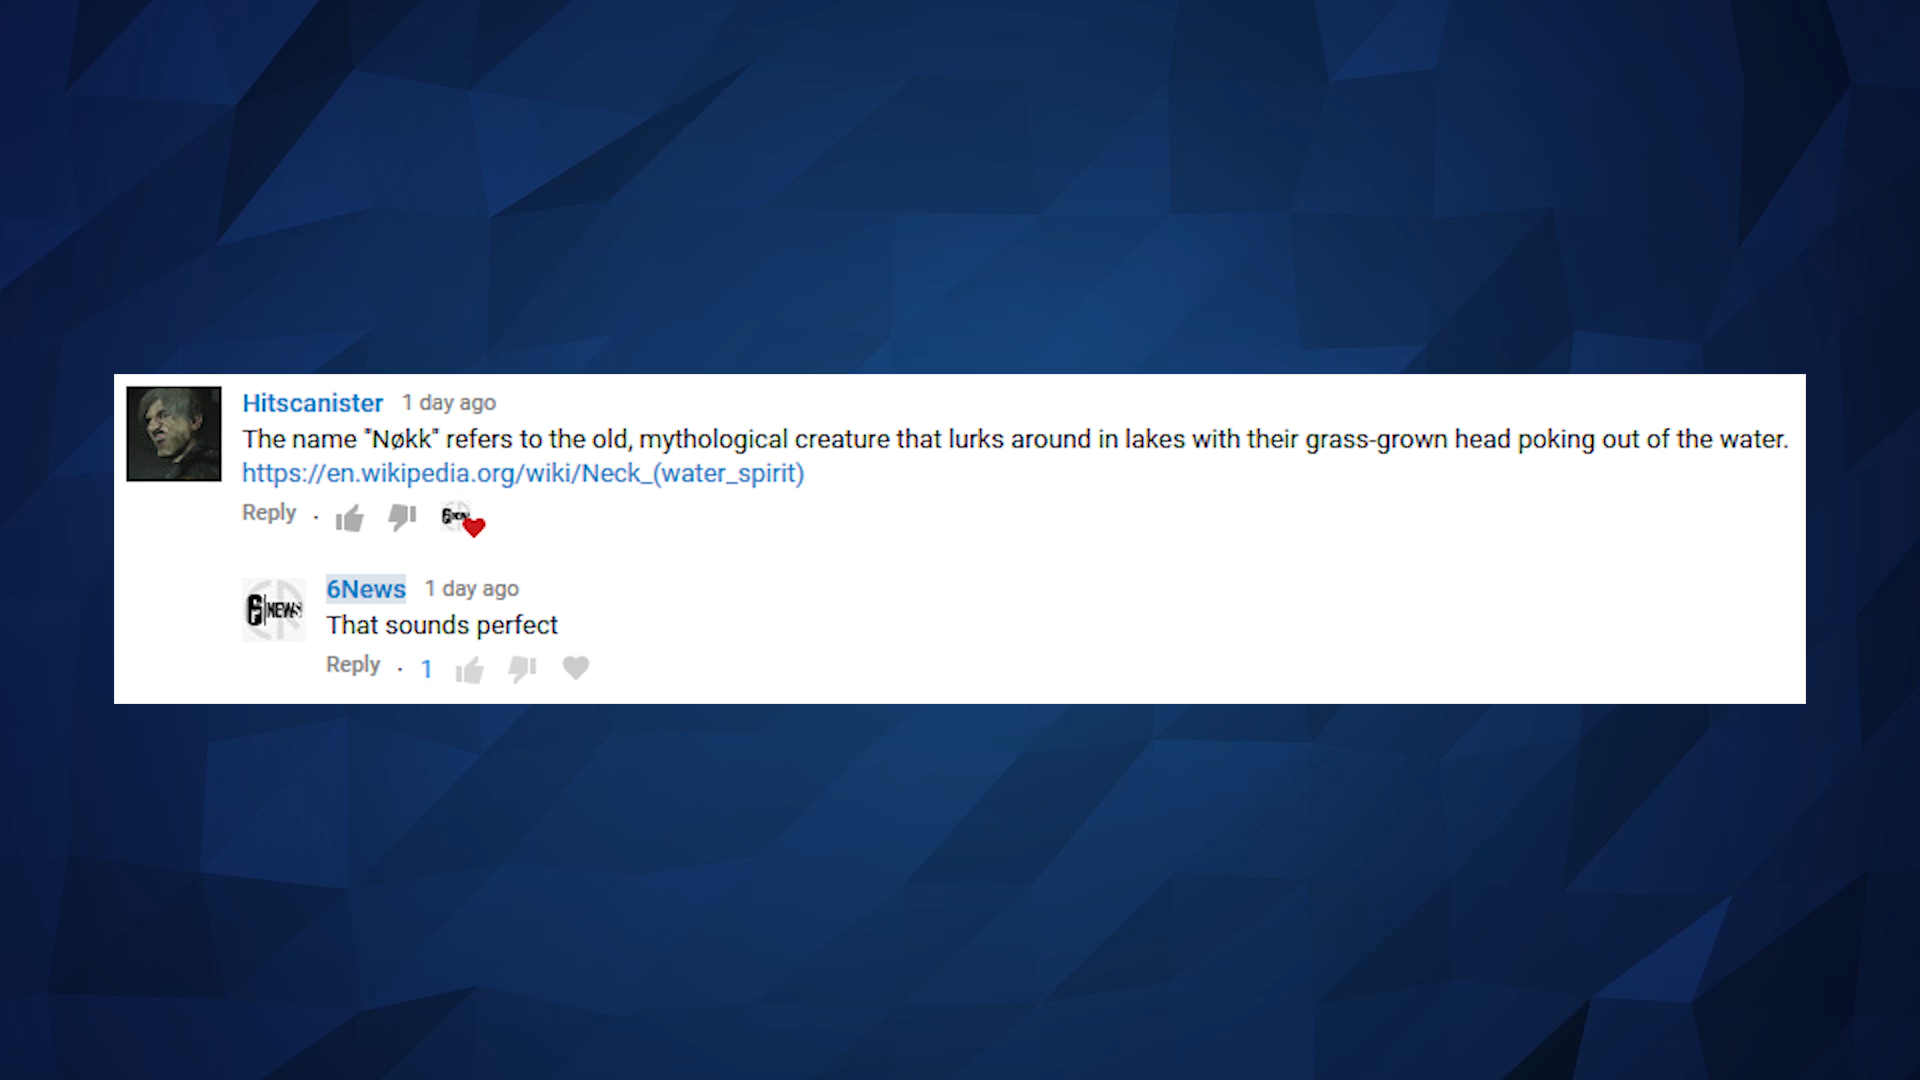 Hitscanister 1 day ago
The name "Nøkk" refers to the old, mythological creature that lurks around in lakes with their grass-grown head poking out of the water.
https://en.wikipedia.org/wiki/Neck_(water_spirit)
Reply ·
6 NEWS
6News 1 day ago
That sounds perfect
Reply · 1